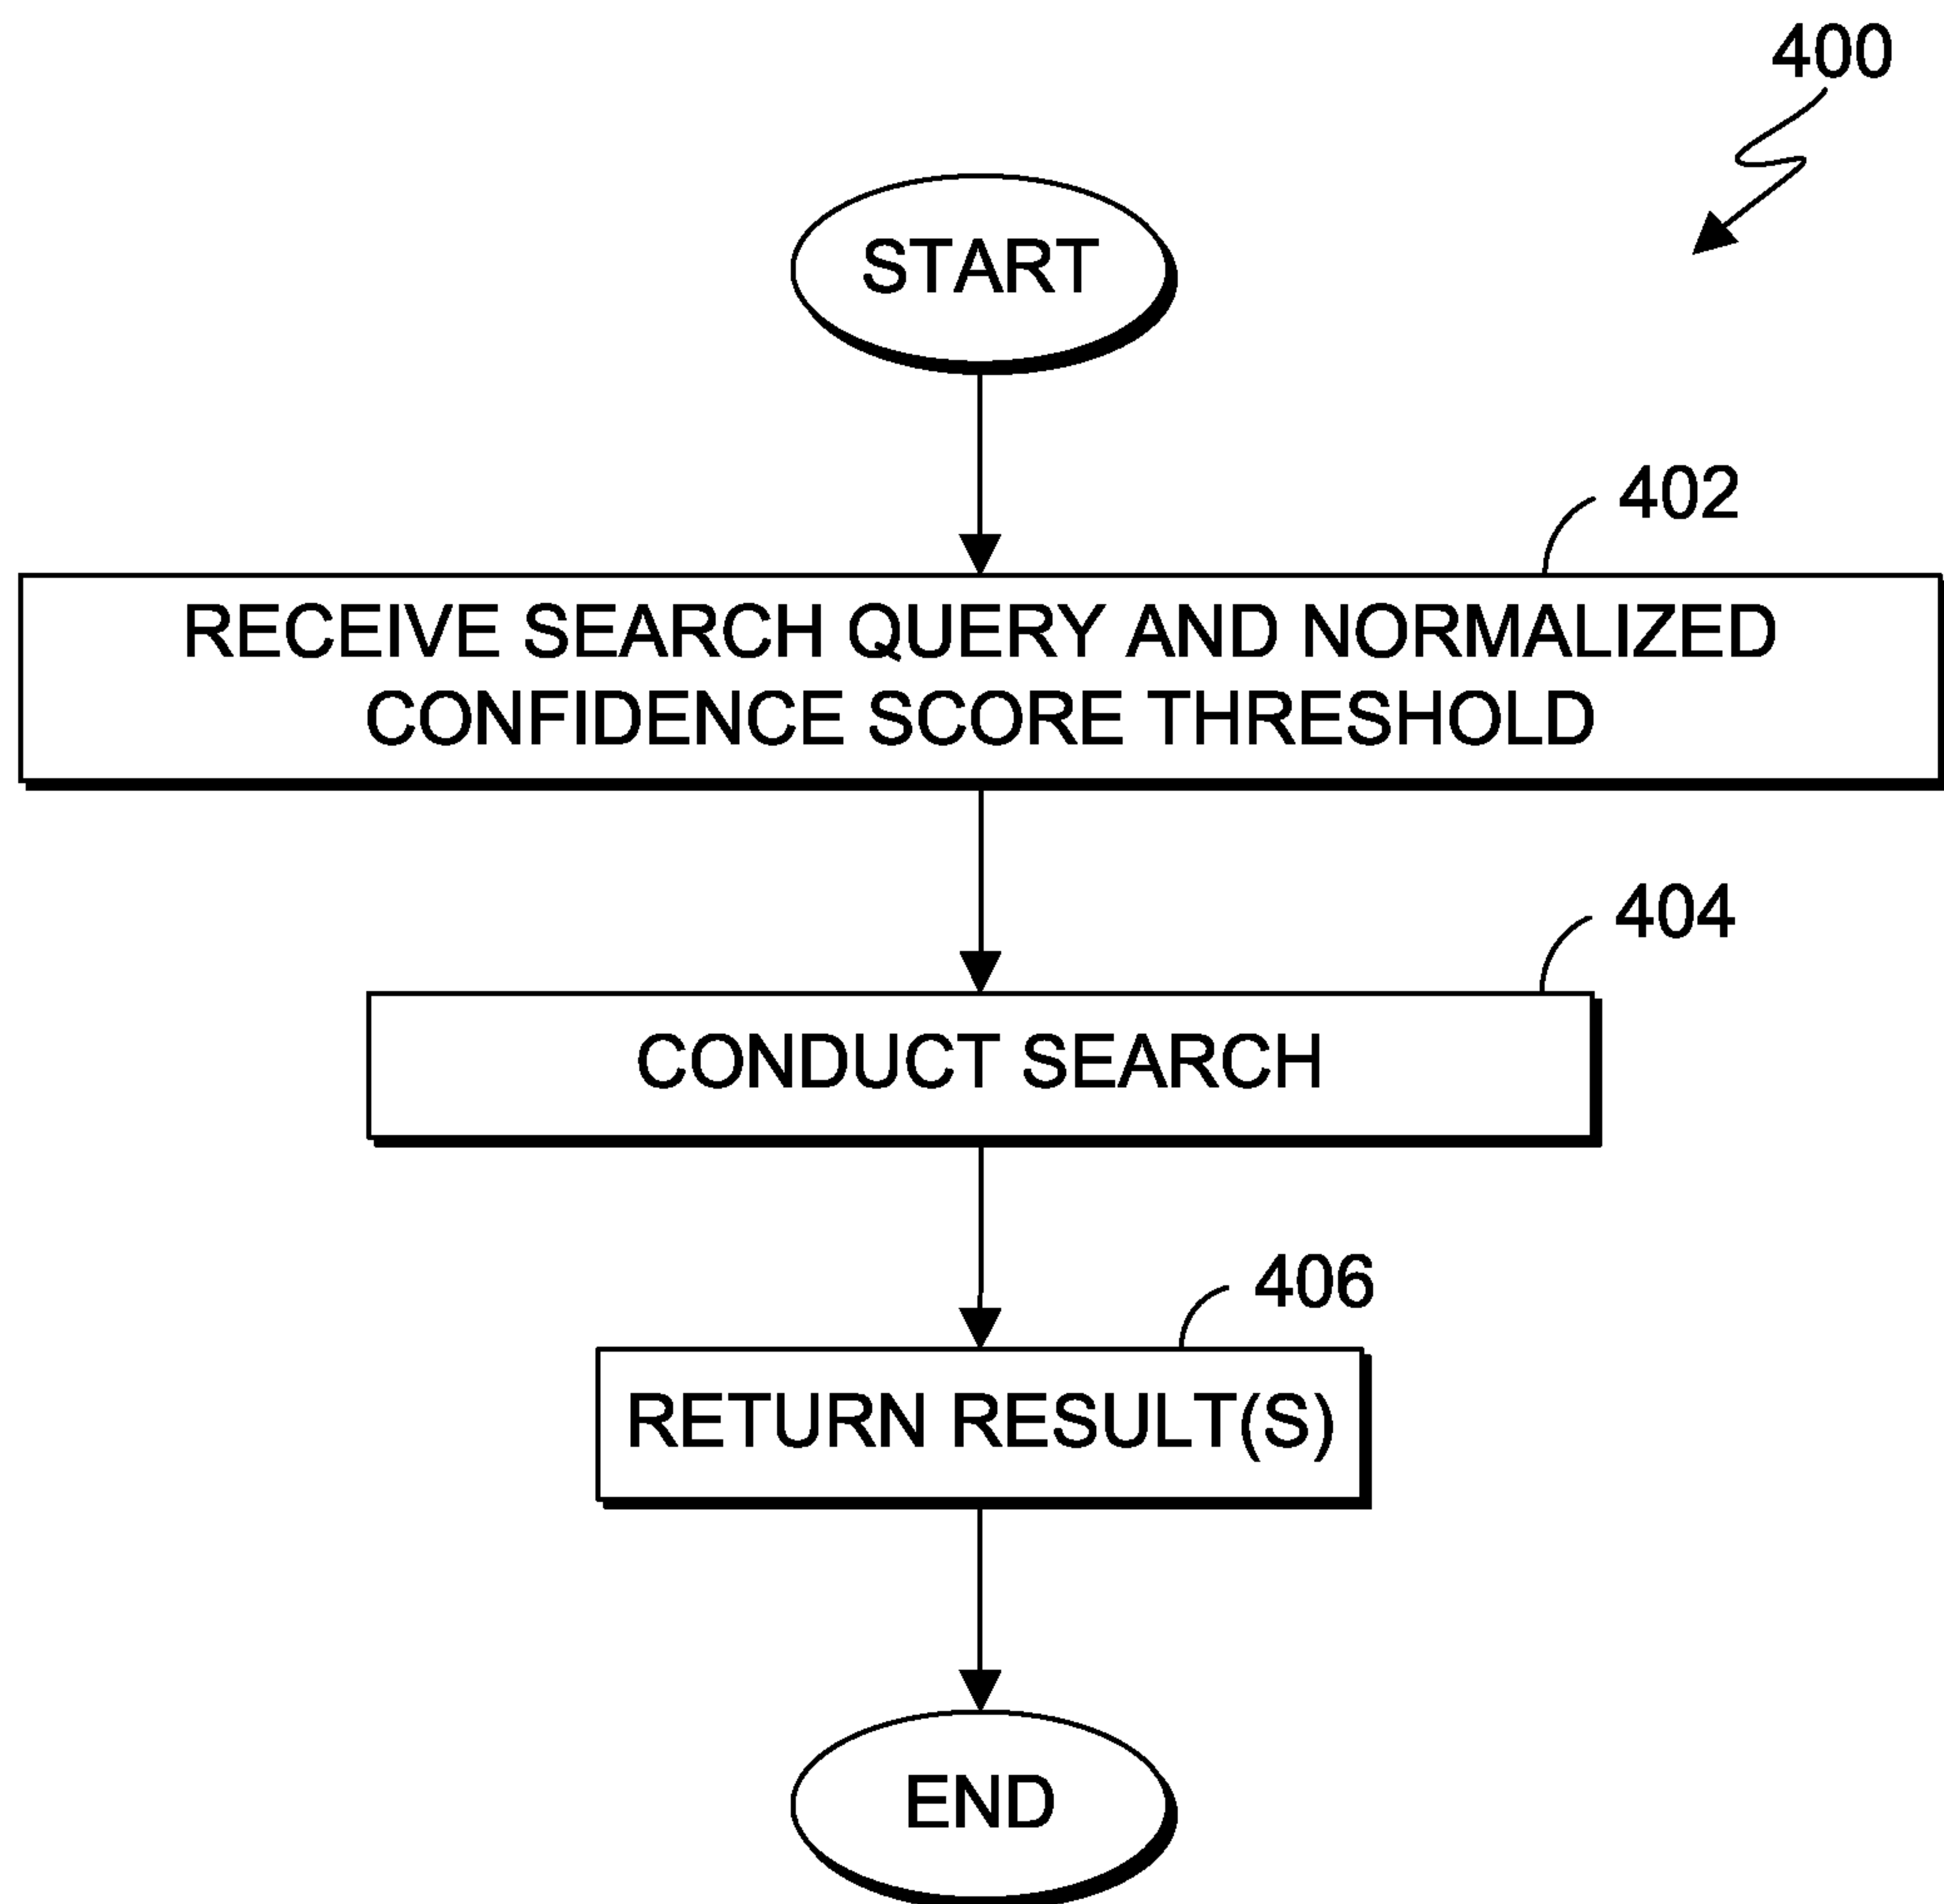 400
START
402
RECEIVE SEARCH QUERY AND NORMALIZED
CONFIDENCE SCORE THRESHOLD
404
CONDUCT SEARCH
406
RETURN RESULT(S)
END